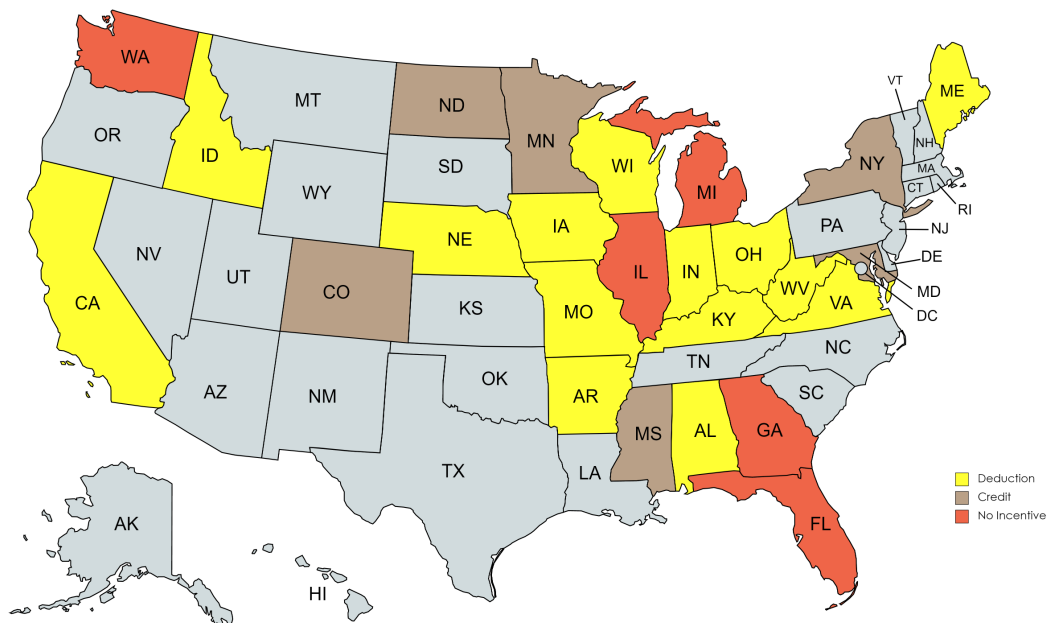 WA
MT
ND
MN
ME
VT
OR
ID
SD
WI
NH
NY
MA
CT
RI
WY
MI
IA
NE
PA
NJ
NV
UT
OH
IL
IN
DE
CA
CO
KS
MO
WV
VA
KY
MD
DC
NC
TN
AZ
NM
OK
AR
SC
MS
AL
GA
TX
LA
Deduction
Credit
No Incentive
AK
FL
HI